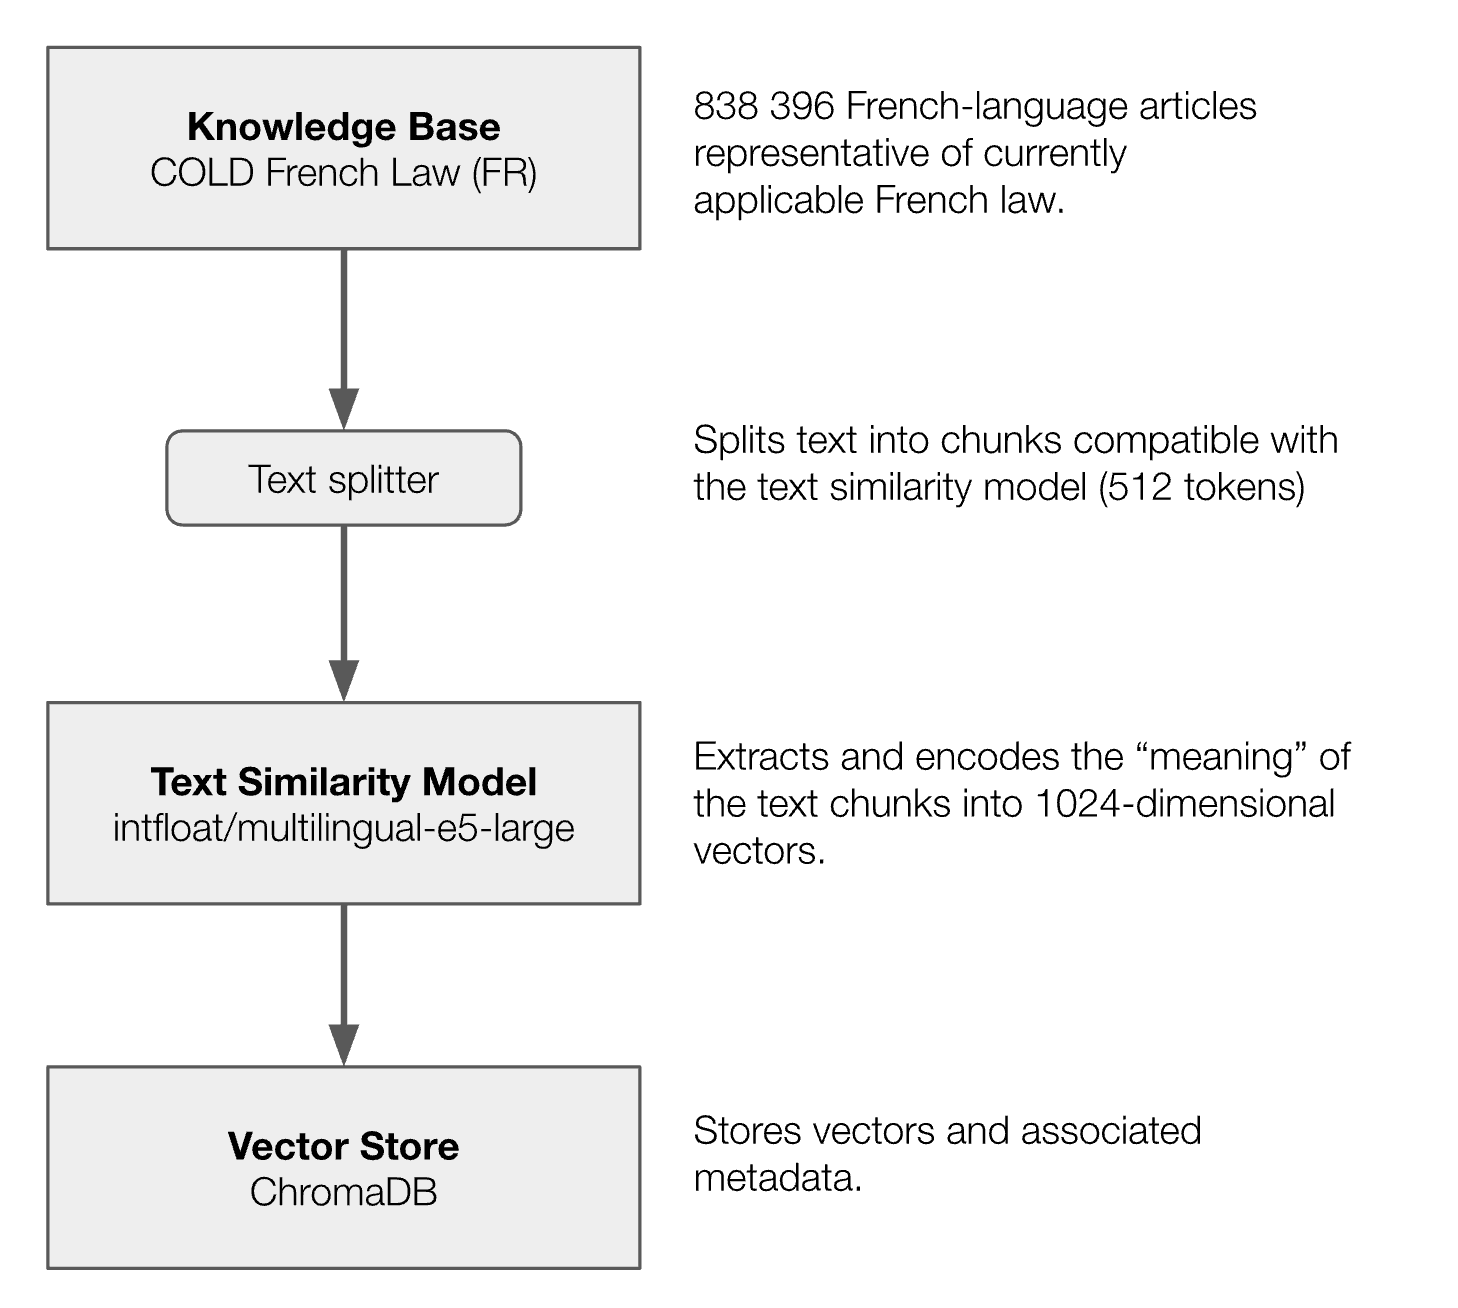 Knowledge Base
COLD French Law (FR)
838 396 French-language articles
representative of currently
applicable French law.
Text splitter
Splits text into chunks compatible with
the text similarity model (512 tokens)
Text Similarity Model
intfloat/multilingual-e5-large
Extracts and encodes the “meaning” of
the text chunks into 1024-dimensional
vectors.
Vector Store
ChromaDB
Stores vectors and associated
metadata.